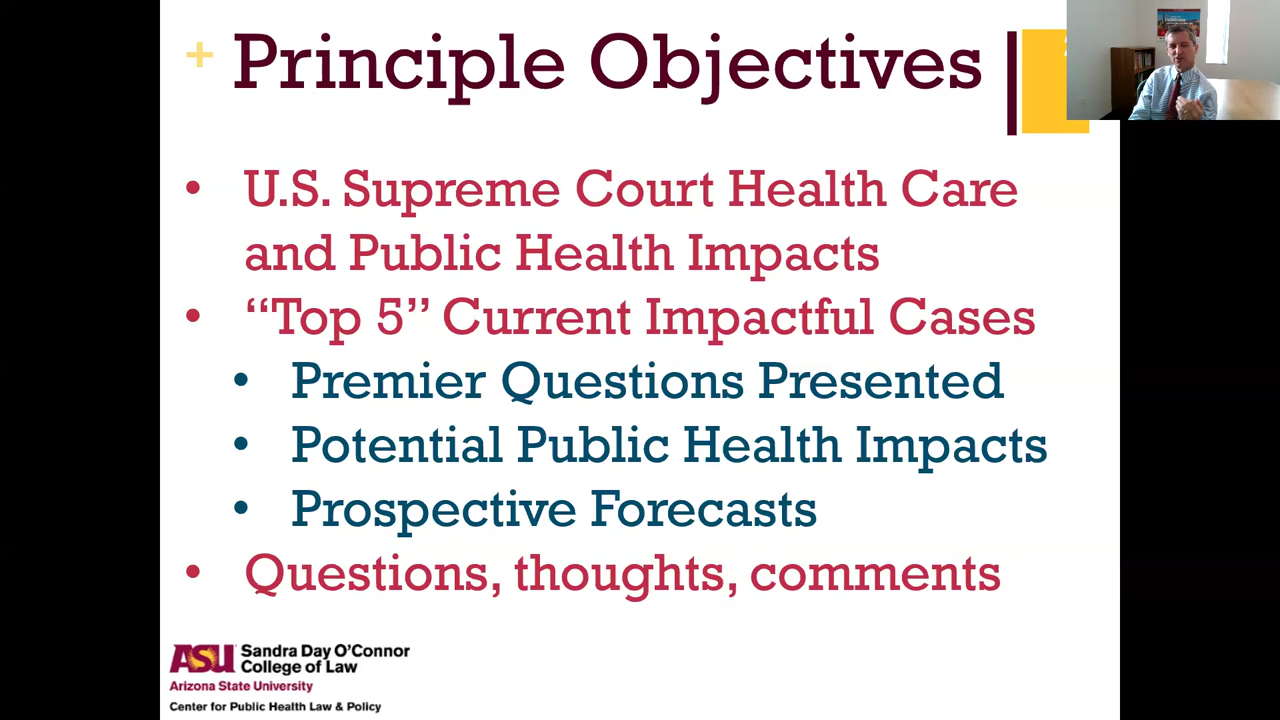 + Principle Objectives
• U.S. Supreme Court Health Care
and Public Health Impacts
• “Top 5” Current Impactful Cases
• Premier Questions Presented
• Potential Public Health Impacts
• Prospective Forecasts
• Questions, thoughts, comments
ASU Sandra Day O’Connor
College of Law
Arizona State University
Center for Public Health Law & Policy